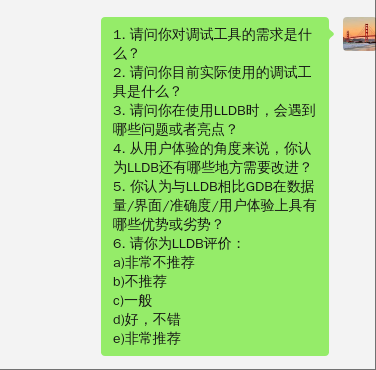 1. 请问你对调试工具的需求是什
么？
2. 请问你目前实际使用的调试工
具是什么？
3. 请问你在使用LLDB时，会遇到
哪些问题或者亮点？
4. 从用户体验的角度来说，你认
为LLDB还有哪些地方需要改进？
5. 你认为与LLDB相比GDB在数据
量/界面/准确度/用户体验上具有
哪些优势或劣势？
6. 请你为LLDB评价：
a)非常不推荐
b)不推荐
c)一般
d)好，不错
e)非常推荐